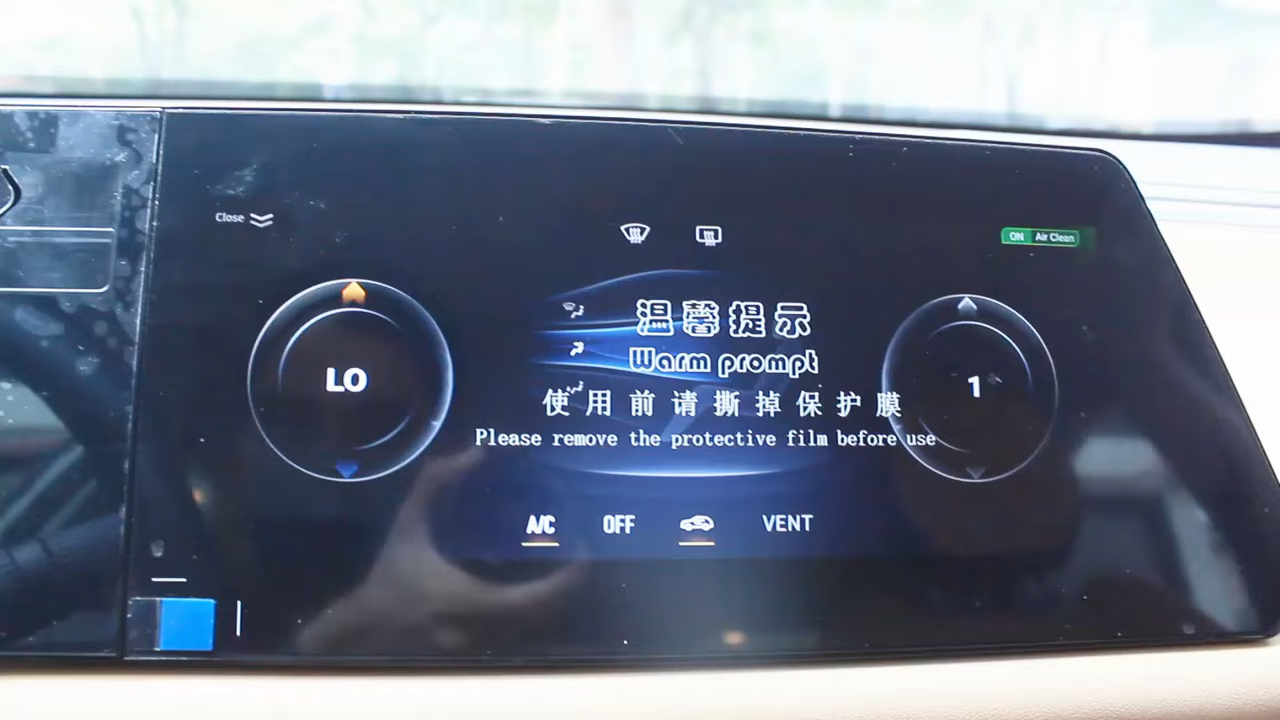 Close
ON Air Clean
温馨提示
Warm prompt
LO
1
使用前请撕掉保护膜
Please remove the protective film before use
A/C OFF VENT